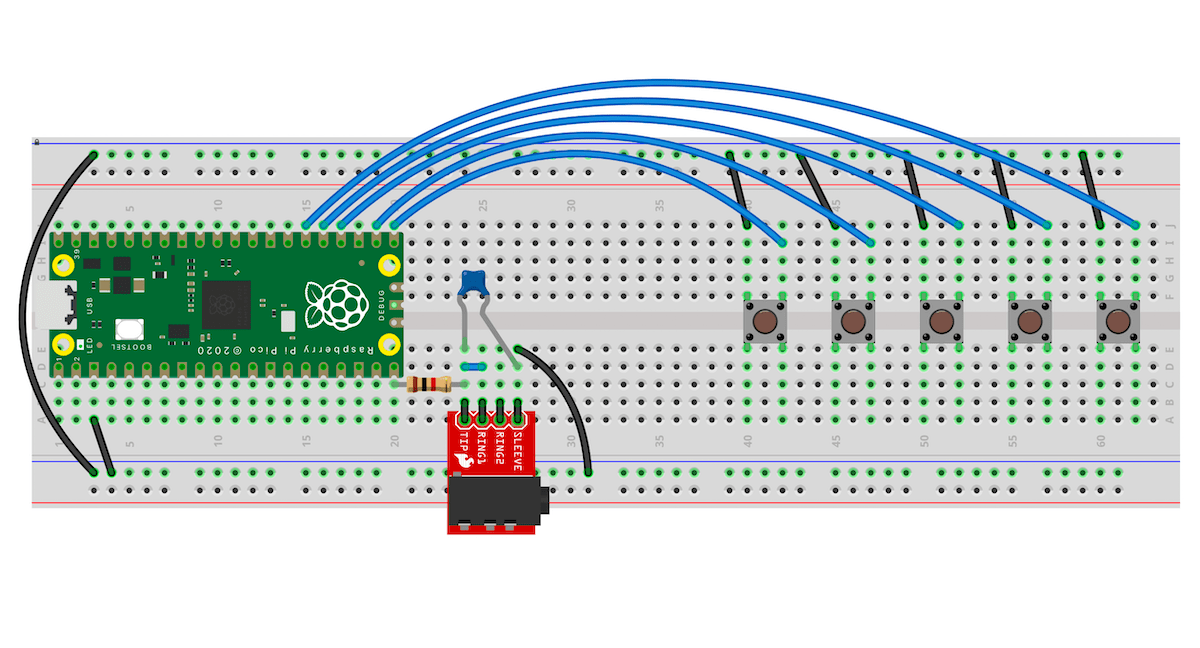 1 5 10 15 20 25 30 35 40 45 50 55 60
J
I
H
G
F
39
USB
DEBUG
LED
BOOTSEL
Raspberry Pi Pico © 2020
1
2
E
D
C
B
A
TIP
RING1
RING2
SLEEVE
1 5 10 15 20 30 35 40 45 50 55 60